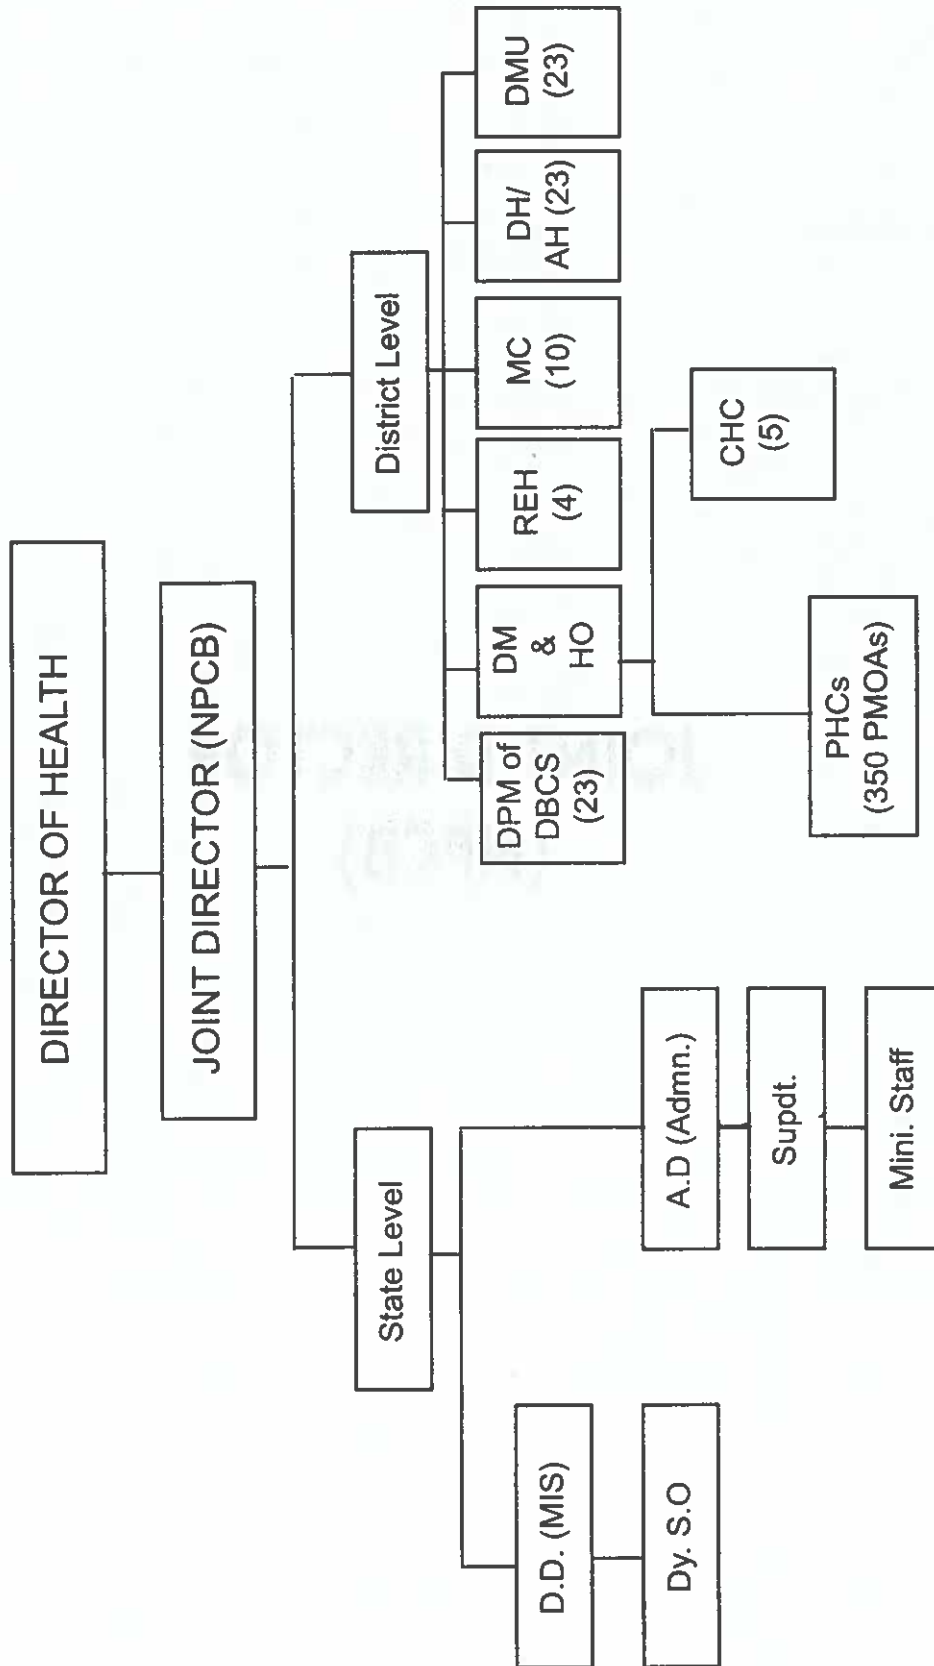 DIRECTOR OF HEALTH
JOINT DIRECTOR (NPCB)
State Level
District Level
D.D. (MIS)
Dy. S.O
A.D (Admn.)
Supdt.
Mini. Staff
DPM of
DBCS
(23)
DM
&
HO
REH
(4)
MC
(10)
DH/
AH (23)
DMU
(23)
PHCs
(350 PMOAs)
CHC
(5)